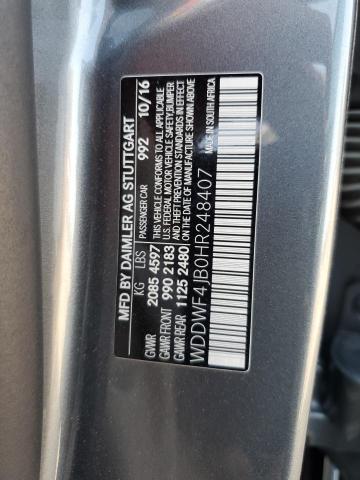 MFD BY DAIMLER AG STUTTGART
KG LBS PASSENGER CAR 992 10/16
GVWR 2085 4597 THIS VEHICLE CONFORMS TO ALL APPLICABLE
GAWR FRONT 990 2183 U.S. FEDERAL MOTOR VEHICLE SAFETY, BUMPER
GAWR REAR 1125 2480 AND THEFT PREVENTION STANDARDS IN EFFECT
ON THE DATE OF MANUFACTURE SHOWN ABOVE
WDDWF4JB0HR248407
MADE IN SOUTH AFRICA